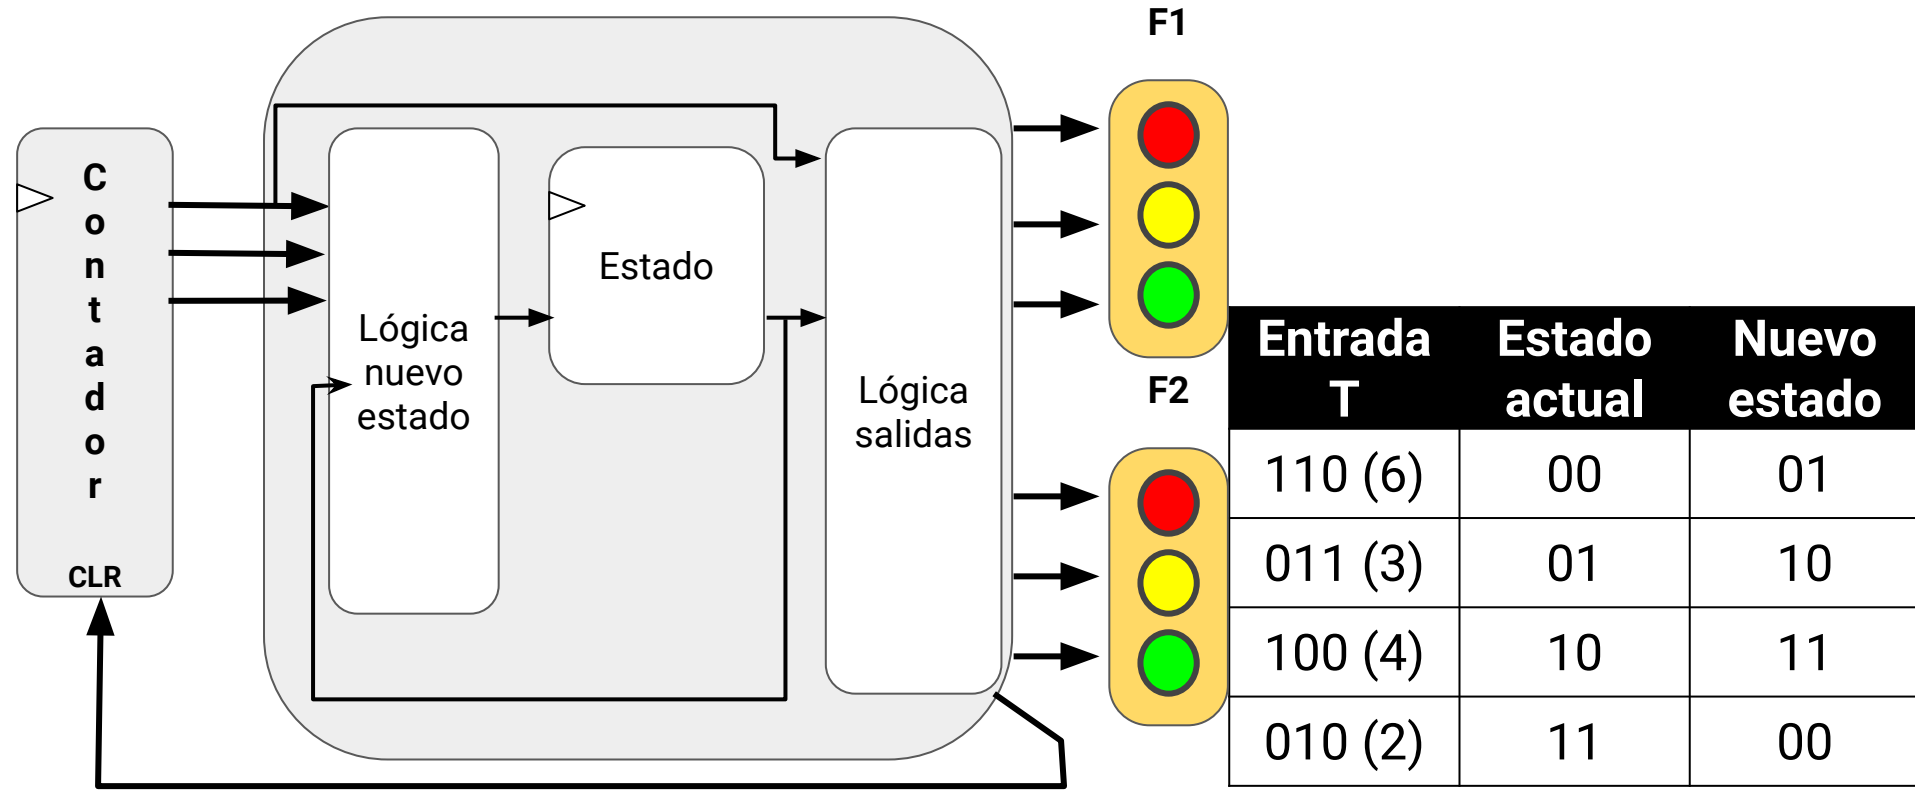 F1
C
o
n
t
a
d
o
r
CLR
Lógica
nuevo
estado
Estado
Lógica
salidas
F2
Entrada T Estado actual Nuevo estado
110 (6) 00 01
011 (3) 01 10
100 (4) 10 11
010 (2) 11 00